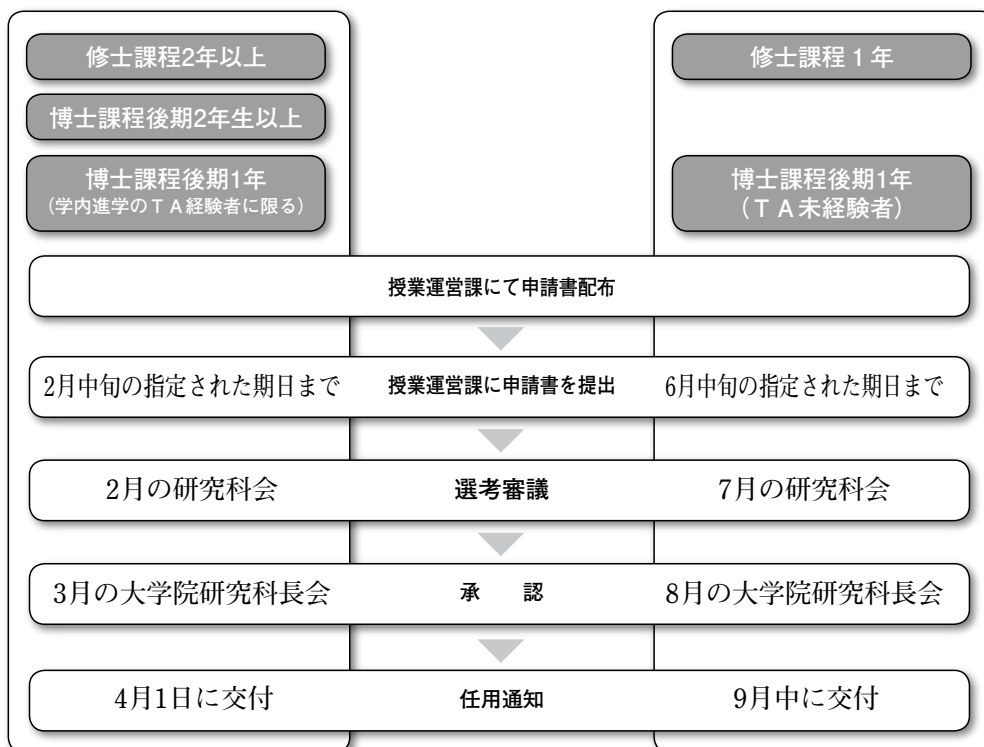 修士課程2年以上
修士課程1年
博士課程後期2年生以上
博士課程後期1年
(学内進学のTA経験者に限る)
博士課程後期1年
(TA未経験者)
授業運営課にて申請書配布
2月中旬の指定された期日まで 授業運営課に申請書を提出 6月中旬の指定された期日まで
2月の研究科会 選考審議 7月の研究科会
3月の大学院研究科長会 承 認 8月の大学院研究科長会
4月1日に交付 任用通知 9月中に交付